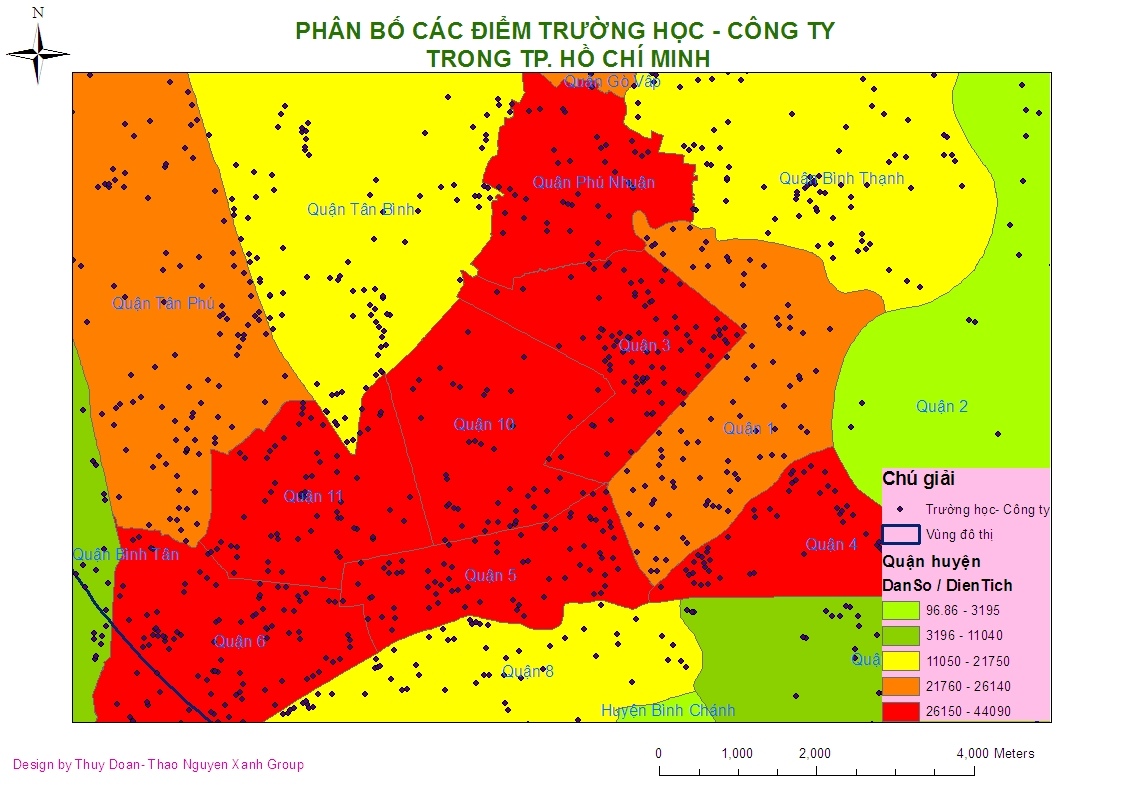 N
PHÂN BỐ CÁC ĐIỂM TRƯỜNG HỌC - CÔNG TY
TRONG TP. HỒ CHÍ MINH
Quận Gò Vấp
Quận Phú Nhuận
Quận Bình Thạnh
Quận Tân Bình
Quận Tân Phú
Quận 3
Quận 2
Quận 10
Quận 1
Quận 11
Quận 4
Quận Bình Tân
Quận 5
Quận 6
Quận 8
Quậ
Huyện Bình Chánh
Chú giải
Trường học- Công ty
Vùng đô thị
Quận huyện
DanSo / DienTich
96.86 - 3195
3196 - 11040
11050 - 21750
21760 - 26140
26150 - 44090
0 1,000 2,000 4,000 Meters
Design by Thuy Doan- Thao Nguyen Xanh Group